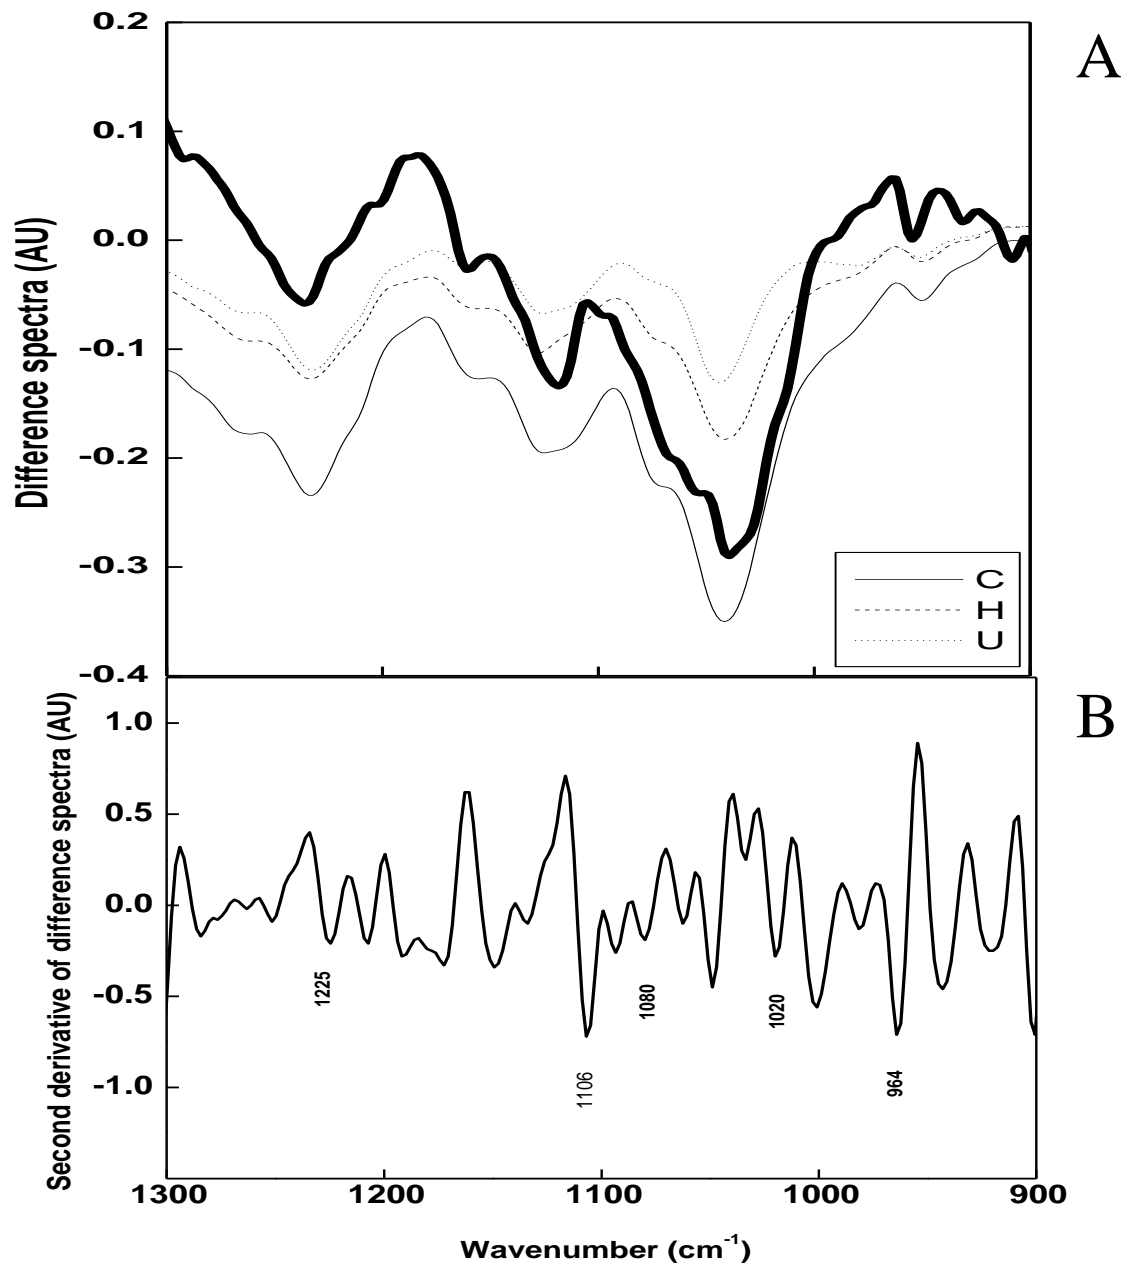 A
0.2
0.1
0.0
-0.1
-0.2
-0.3
-0.4
Difference spectra (AU)
C
H
U
B
1.0
0.5
0.0
-0.5
-1.0
Second derivative of difference spectra (AU)
1225
1106
1080
1020
964
1300 1200 1100 1000 900
Wavenumber (cm⁻¹)